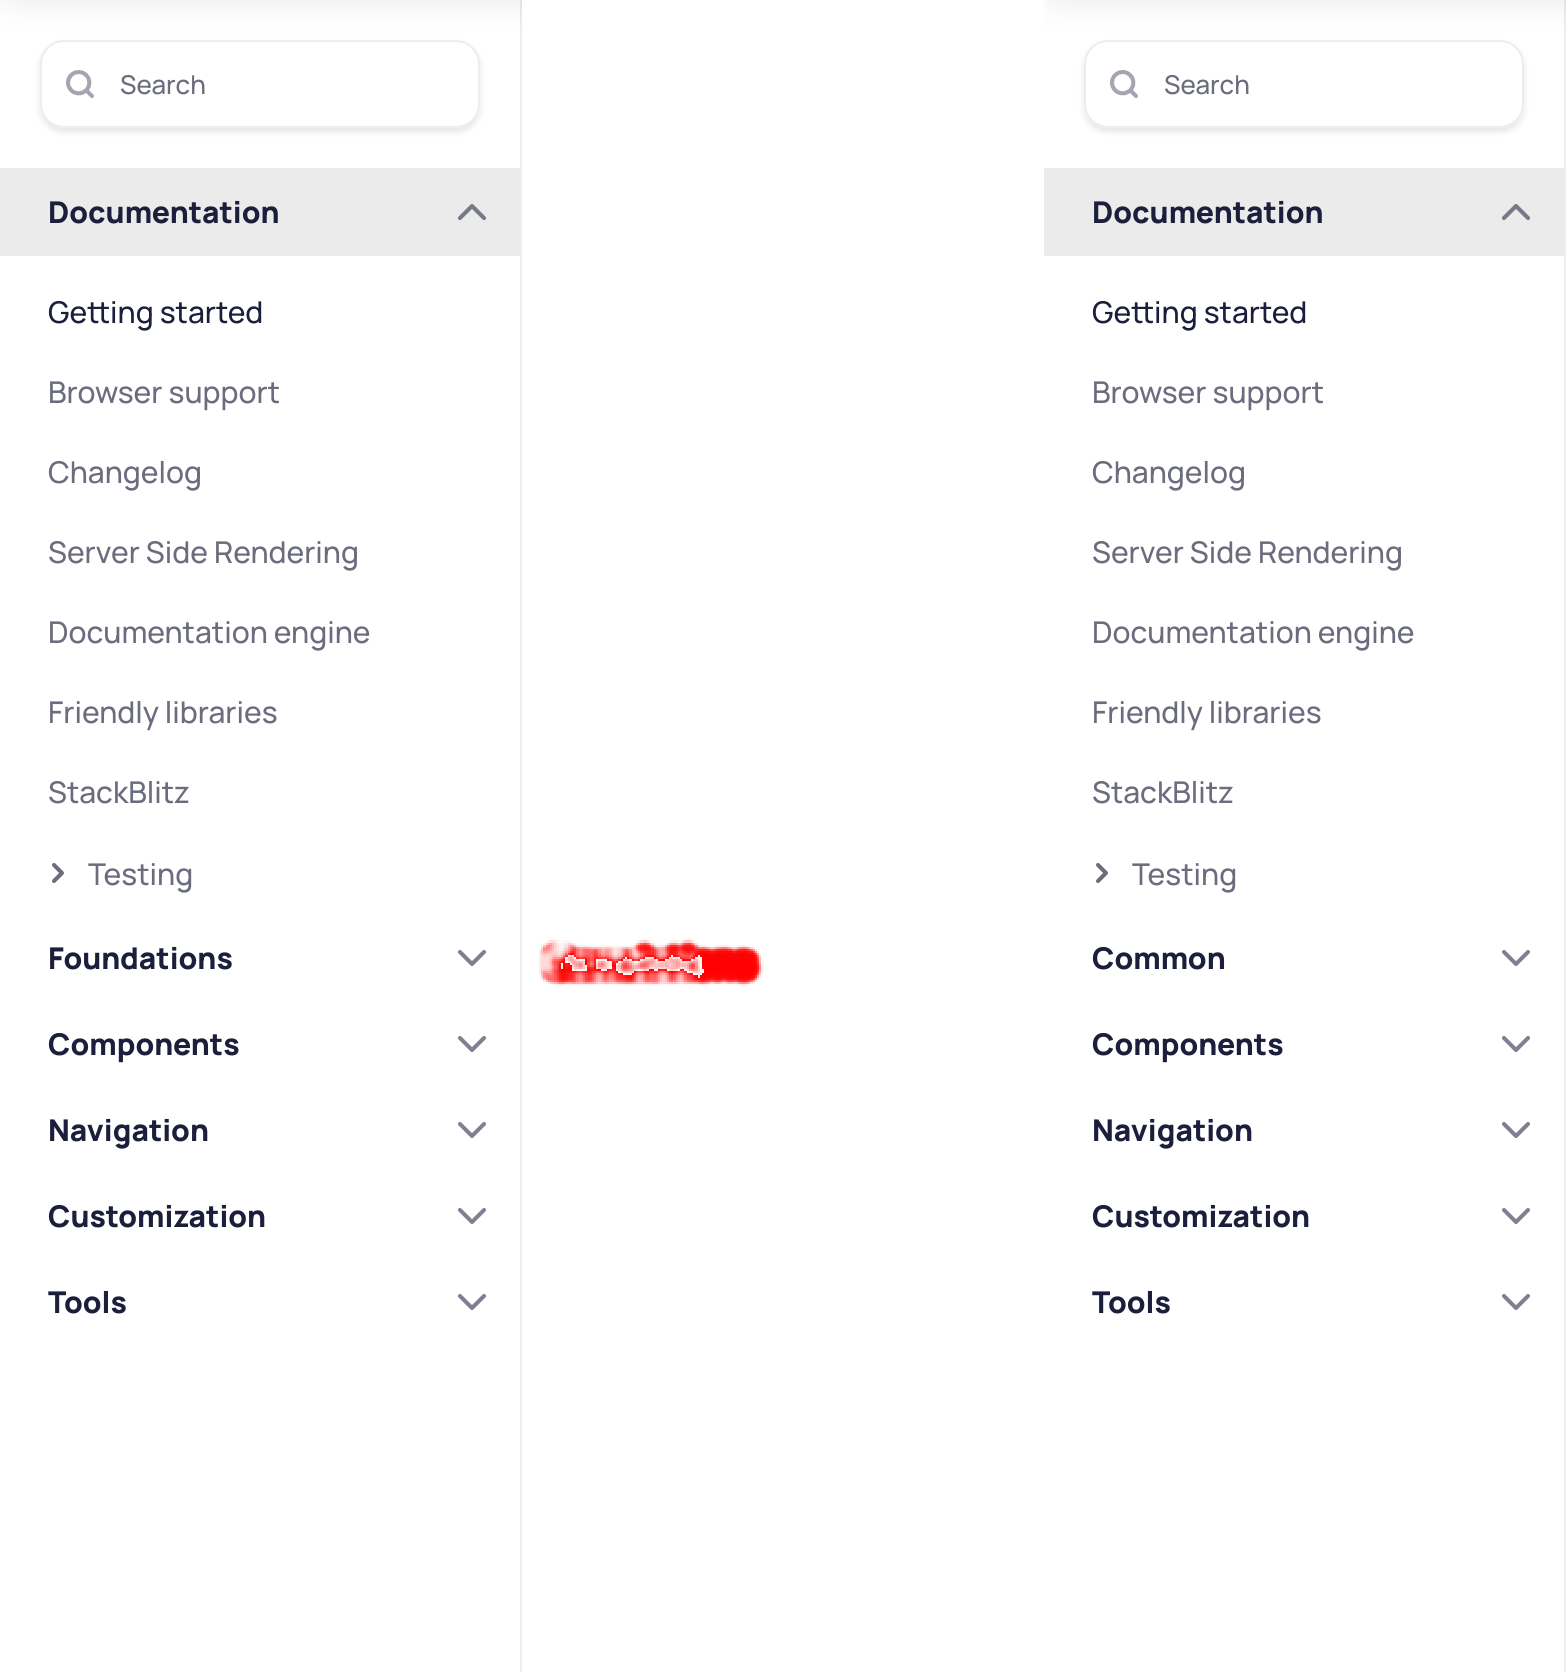 Search
Documentation
Getting started
Browser support
Changelog
Server Side Rendering
Documentation engine
Friendly libraries
StackBlitz
Testing
Foundations
Components
Navigation
Customization
Tools
Search
Documentation
Getting started
Browser support
Changelog
Server Side Rendering
Documentation engine
Friendly libraries
StackBlitz
Testing
Common
Components
Navigation
Customization
Tools